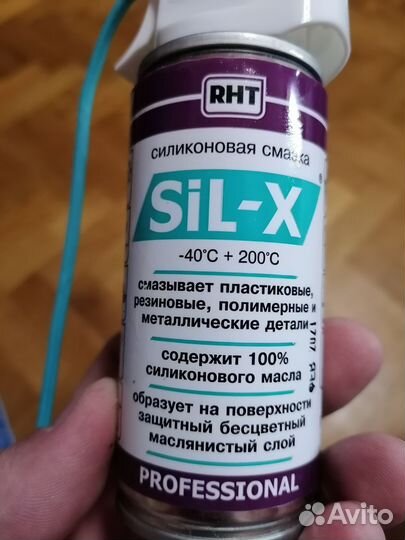 RHT
силиконовая смазка
SiL-X
-40°C + 200°C
смазывает пластиковые,
резиновые, полимерные и
металлические детали
содержит 100%
силиконового масла
образует на поверхности
защитный бесцветный
маслянистый слой
PROFESSIONAL
Avito